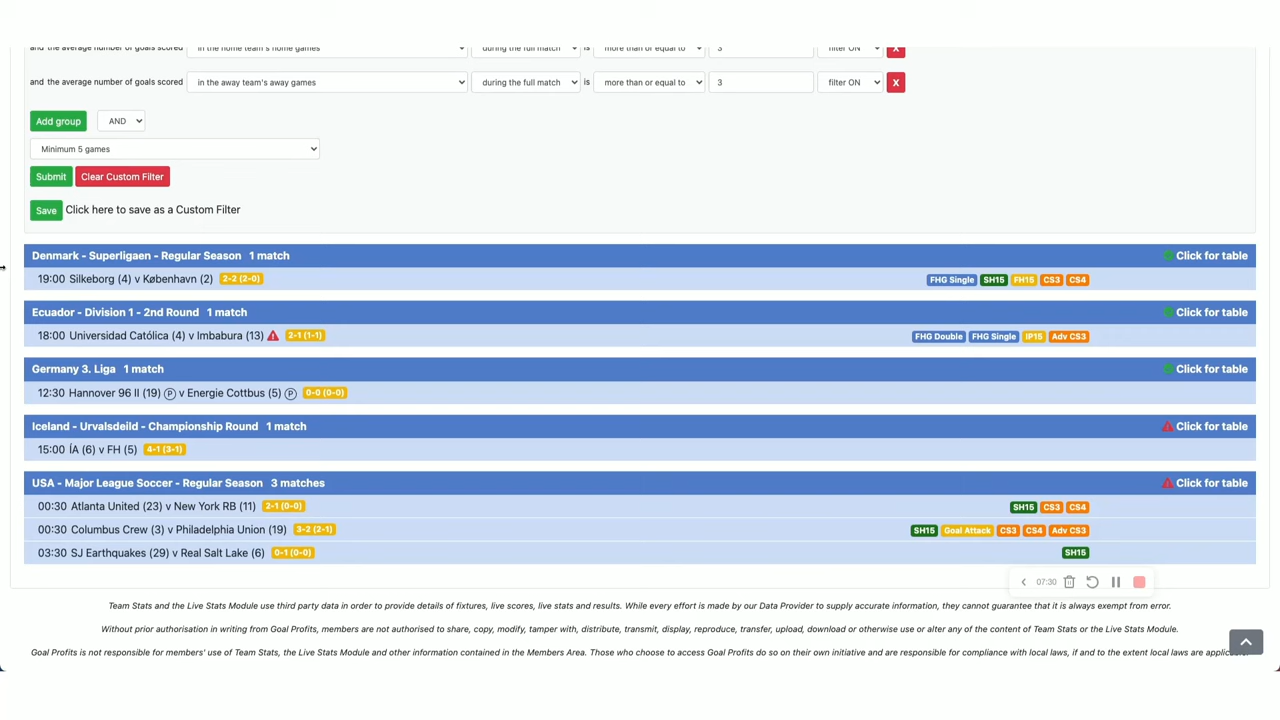 and the average number of goals scored in the home team's home games during the full match is more than or equal to 3 filter ON X
and the average number of goals scored in the away team's away games during the full match is more than or equal to 3 filter ON X
Add group AND
Minimum 5 games
Submit Clear Custom Filter
Save Click here to save as a Custom Filter
Denmark - Superligaen - Regular Season 1 match Click for table
19:00 Silkeborg (4) v København (2) 2-2 (2-0) FHG Single SH15 FH15 CS3 CS4
Ecuador - Division 1 - 2nd Round 1 match Click for table
18:00 Universidad Católica (4) v Imbabura (13) 2-1 (1-1) FHG Double FHG Single IP15 Adv CS3
Germany 3. Liga 1 match Click for table
12:30 Hannover 96 II (19) P v Energie Cottbus (5) P 0-0 (0-0)
Iceland - Urvalsdeild - Championship Round 1 match Click for table
15:00 ÍA (6) v FH (5) 4-1 (3-1)
USA - Major League Soccer - Regular Season 3 matches Click for table
00:30 Atlanta United (23) v New York RB (11) 2-1 (0-0) SH15 CS3 CS4
00:30 Columbus Crew (3) v Philadelphia Union (19) 3-2 (2-1) SH15 Goal Attack CS3 CS4 Adv CS3
03:30 SJ Earthquakes (29) v Real Salt Lake (6) 0-1 (0-0) SH15
07:30
Team Stats and the Live Stats Module use third party data in order to provide details of fixtures, live scores, live stats and results. While every effort is made by our Data Provider to supply accurate information, they cannot guarantee that it is always exempt from error.
Without prior authorisation in writing from Goal Profits, members are not authorised to share, copy, modify, tamper with, distribute, transmit, display, reproduce, transfer, upload, download or otherwise use or alter any of the content of Team Stats or the Live Stats Module.
Goal Profits is not responsible for members' use of Team Stats, the Live Stats Module and other information contained in the Members Area. Those who choose to access Goal Profits do so on their own initiative and are responsible for compliance with local laws, if and to the extent local laws are